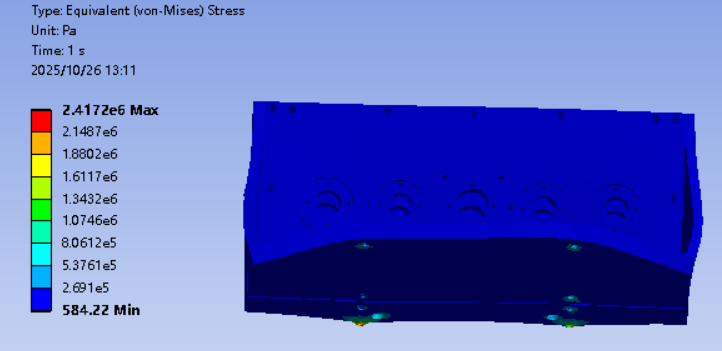 Type: Equivalent (von-Mises) Stress
Unit: Pa
Time: 1 s
2025/10/26 13:11
2.4172e6 Max
2.1487e6
1.8802e6
1.6117e6
1.3432e6
1.0746e6
8.0612e5
5.3761e5
2.691e5
584.22 Min